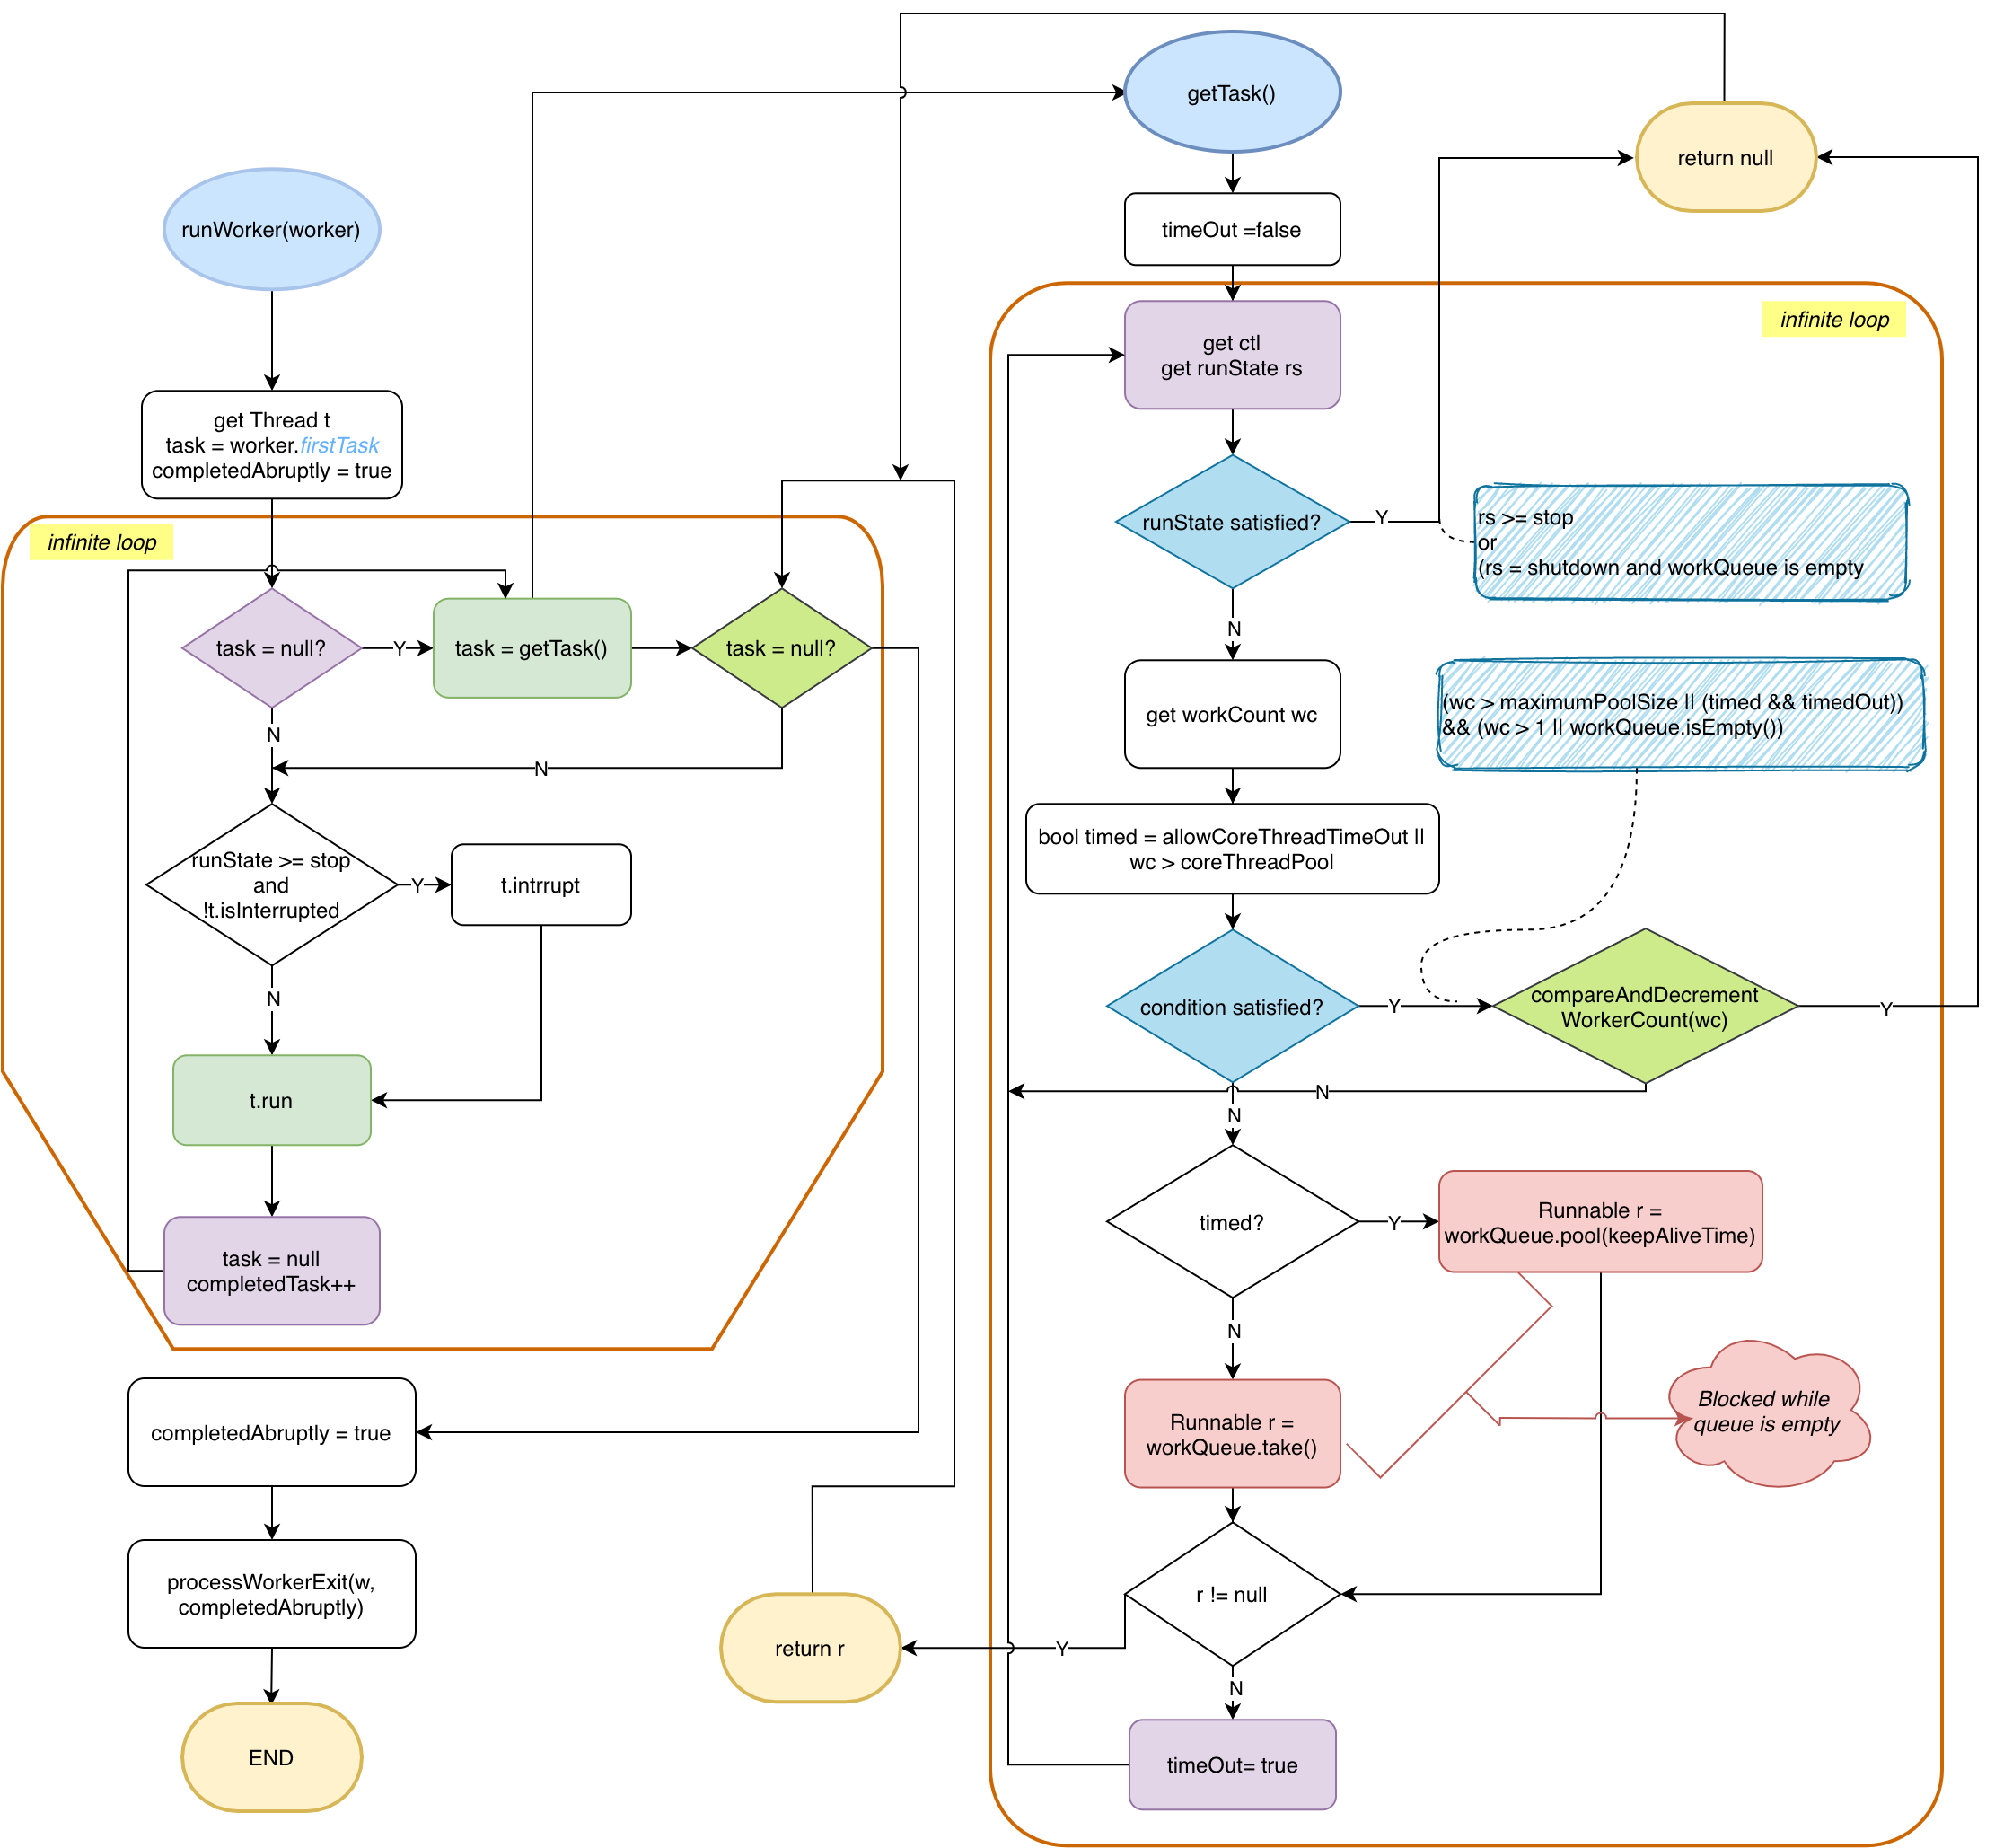 runWorker(worker)
get Thread t
task = worker.firstTask
completedAbruptly = true
infinite loop
task = null?
Y
task = getTask()
task = null?
N
N
runState >= stop
and
!t.isInterrupted
Y
t.intrrupt
N
t.run
task = null
completedTask++
completedAbruptly = true
processWorkerExit(w,
completedAbruptly)
END
getTask()
return null
timeOut =false
infinite loop
get ctl
get runState rs
runState satisfied?
Y
rs >= stop
or
(rs = shutdown and workQueue is empty
N
get workCount wc
(wc > maximumPoolSize || (timed && timedOut))
&& (wc > 1 || workQueue.isEmpty())
bool timed = allowCoreThreadTimeOut ||
wc > coreThreadPool
condition satisfied?
Y
compareAndDecrement
WorkerCount(wc)
Y
N
N
timed?
Y
Runnable r =
workQueue.pool(keepAliveTime)
N
Runnable r =
workQueue.take()
Blocked while
queue is empty
r != null
Y
return r
N
timeOut= true